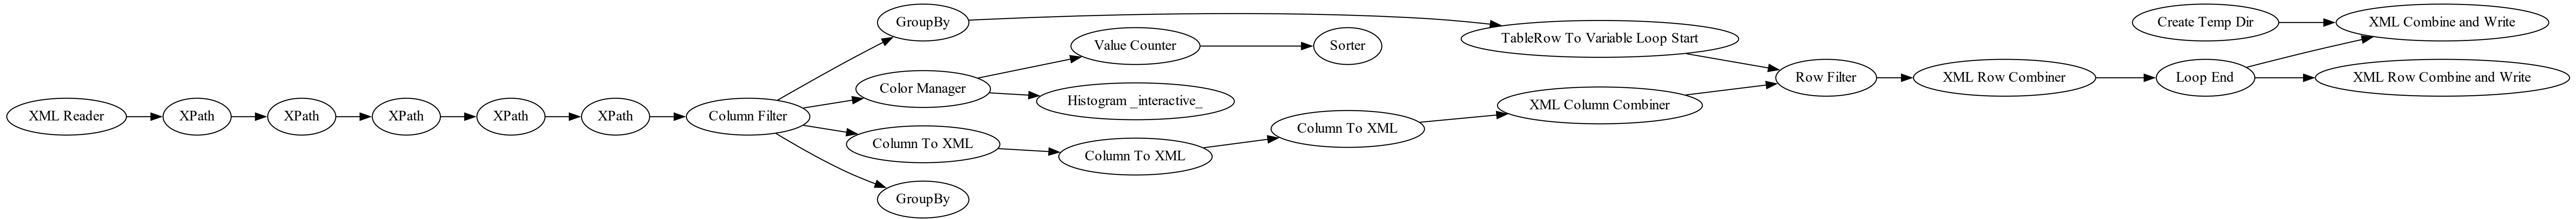 XML Reader
XPath
XPath
XPath
XPath
XPath
Column Filter
GroupBy
Color Manager
Column To XML
GroupBy
Value Counter
Histogram _interactive_
Column To XML
Sorter
Column To XML
TableRow To Variable Loop Start
XML Column Combiner
Row Filter
XML Row Combiner
Create Temp Dir
Loop End
XML Combine and Write
XML Row Combine and Write